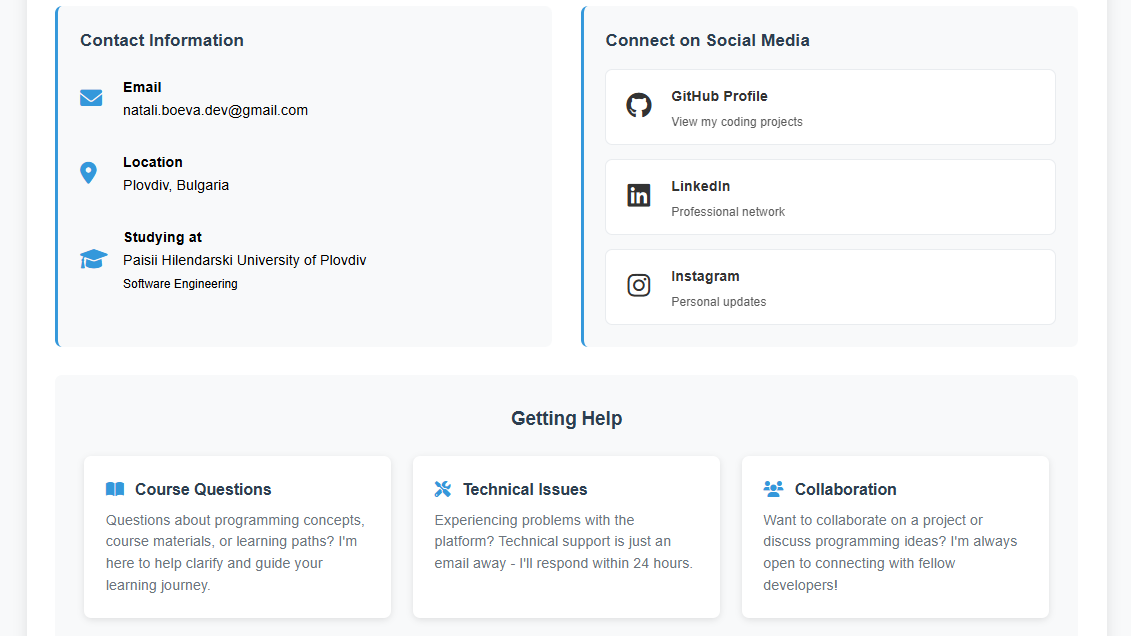 Contact Information
Email
natali.boeva.dev@gmail.com
Location
Plovdiv, Bulgaria
Studying at
Paisii Hilendarski University of Plovdiv
Software Engineering
Connect on Social Media
GitHub Profile
View my coding projects
LinkedIn
Professional network
Instagram
Personal updates
Getting Help
Course Questions
Questions about programming concepts,
course materials, or learning paths? I'm
here to help clarify and guide your
learning journey.
Technical Issues
Experiencing problems with the
platform? Technical support is just an
email away - I'll respond within 24 hours.
Collaboration
Want to collaborate on a project or
discuss programming ideas? I'm always
open to connecting with fellow
developers!